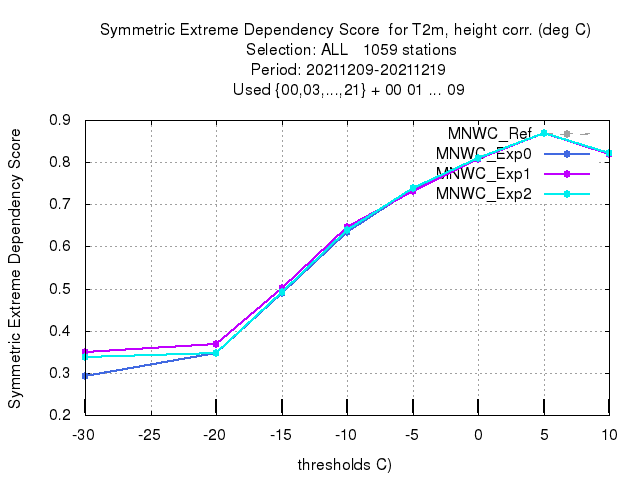 Symmetric Extreme Dependency Score  for T2m, height corr. (deg C)
Selection: ALL   1059 stations
Period: 20211209-20211219
Used {00,03,...,21} + 00 01 ... 09
Symmetric Extreme Dependency Score
0.9
0.8
0.7
0.6
0.5
0.4
0.3
0.2
MNWC_Ref
MNWC_Exp0
MNWC_Exp1
MNWC_Exp2
-30 -25 -20 -15 -10 -5 0 5 10
thresholds C)